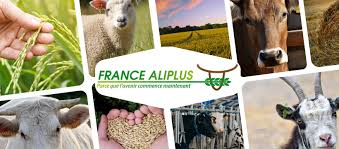 FRANCE ALIPLUS
Parce que l'avenir commence maintenant